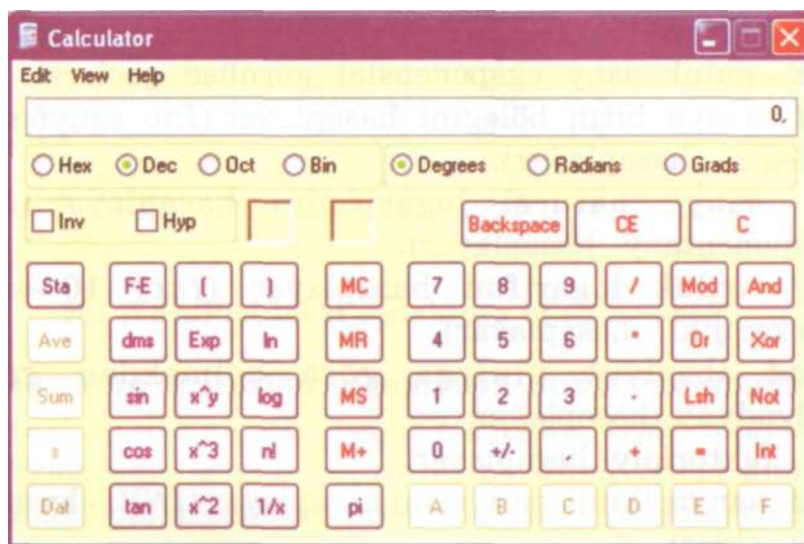 Calculator
Edit View Help
0,
Hex Dec Oct Bin Degrees Radians Grads
Inv Hyp Backspace CE C
Sta F-E ( ) MC 7 8 9 / Mod And
Ave dms Exp ln MR 4 5 6 * Or Xor
Sum sin x^y log MS 1 2 3 - Lsh Not
s cos x^3 n! M+ 0 +/- . + = Int
Dat tan x^2 1/x pi A B C D E F